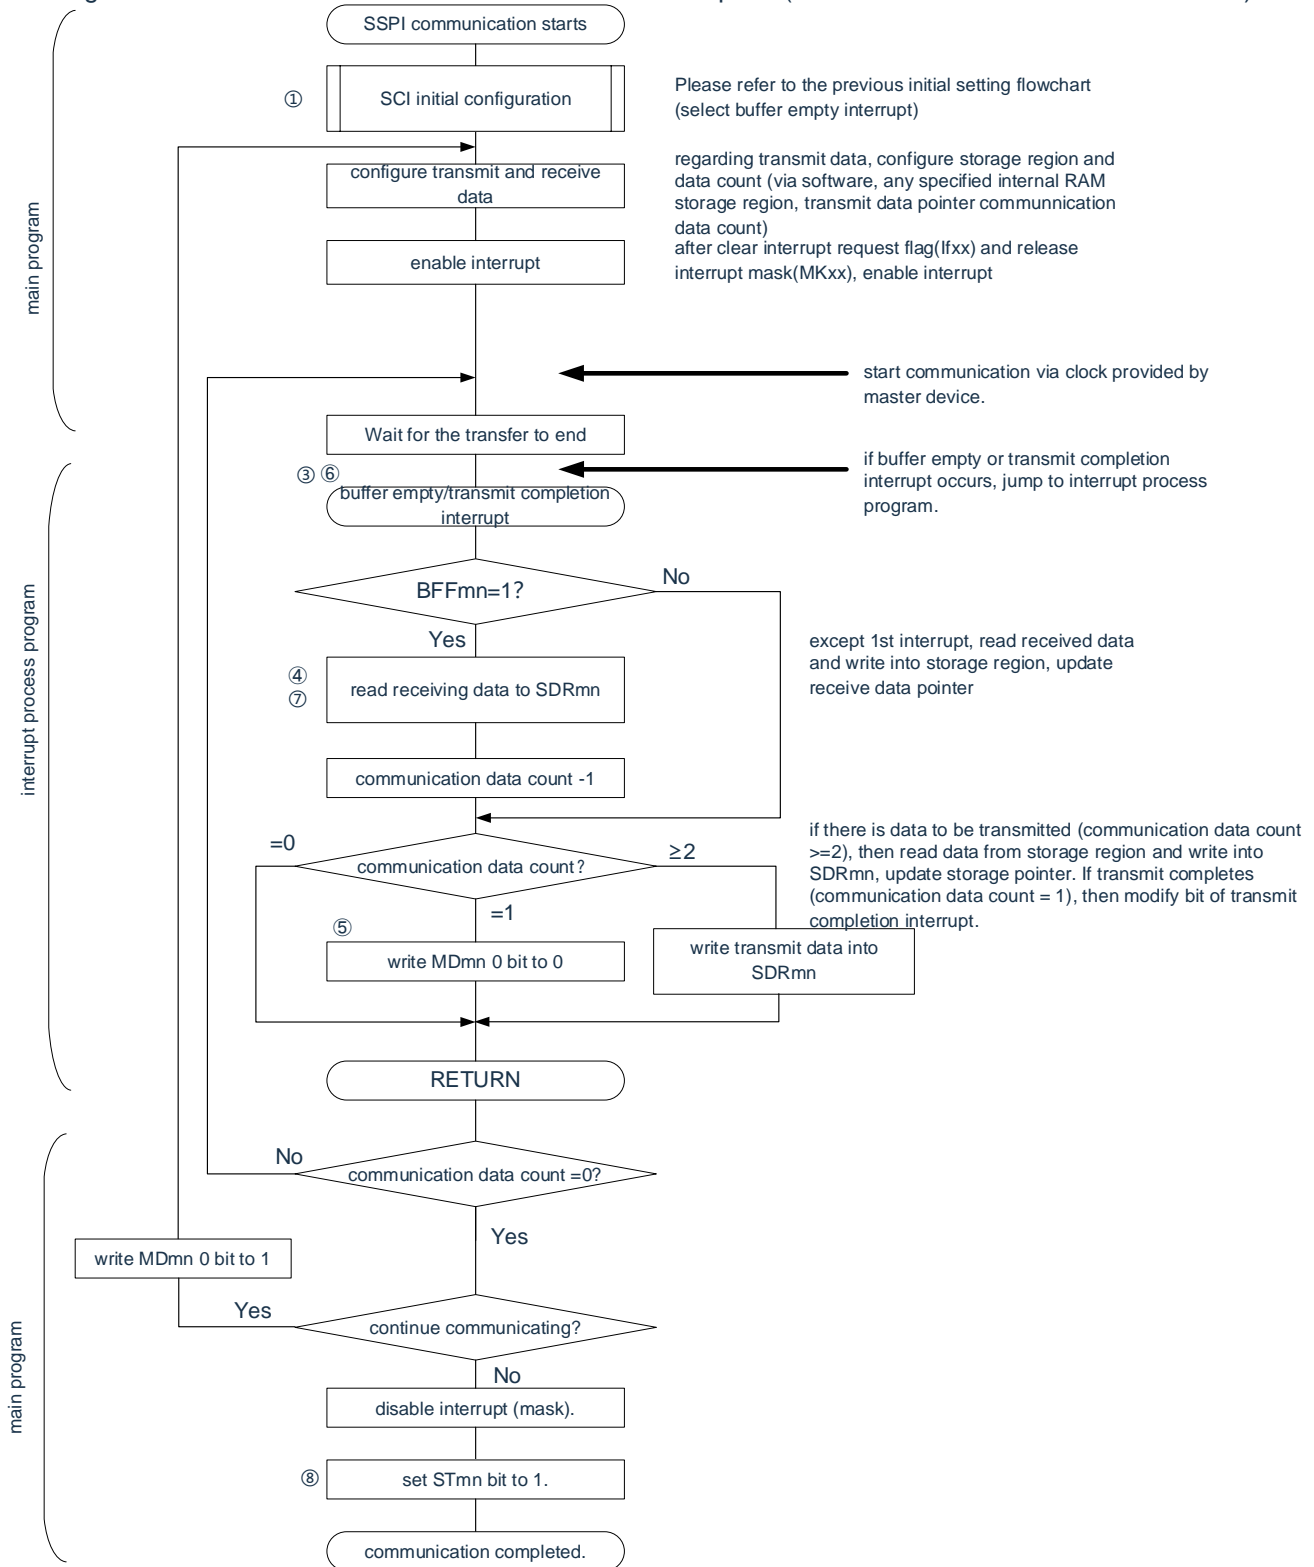 SSPI communication starts
①
SCI initial configuration
Please refer to the previous initial setting flowchart
(select buffer empty interrupt)
configure transmit and receive
data
regarding transmit data, configure storage region and
data count (via software, any specified internal RAM
storage region, transmit data pointer communnication
data count)
main program
enable interrupt
after clear interrupt request flag(Ifxx) and release
interrupt mask(MKxx), enable interrupt
start communication via clock provided by
master device.
Wait for the transfer to end
③ ⑥
buffer empty/transmit completion
interrupt
if buffer empty or transmit completion
interrupt occurs, jump to interrupt process
program.
BFFmn=1?
No
Yes
interrupt process program
④
⑦
read receiving data to SDRmn
except 1st interrupt, read received data
and write into storage region, update
receive data pointer
communication data count -1
=0
communication data count?
≥2
=1
if there is data to be transmitted (communication data count
>=2), then read data from storage region and write into
SDRmn, update storage pointer. If transmit completes
(communication data count = 1), then modify bit of transmit
completion interrupt.
⑤
write MDmn 0 bit to 0
write transmit data into
SDRmn
RETURN
No
communication data count =0?
Yes
write MDmn 0 bit to 1
Yes
continue communicating?
No
main program
disable interrupt (mask).
⑧
set STmn bit to 1.
communication completed.